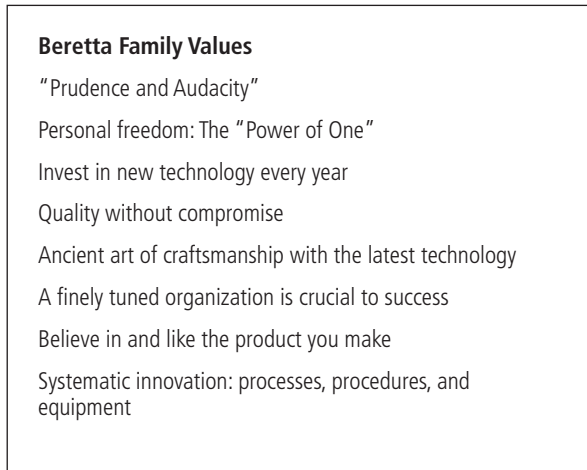 Beretta Family Values
“Prudence and Audacity”
Personal freedom: The “Power of One”
Invest in new technology every year
Quality without compromise
Ancient art of craftsmanship with the latest technology
A finely tuned organization is crucial to success
Believe in and like the product you make
Systematic innovation: processes, procedures, and
equipment